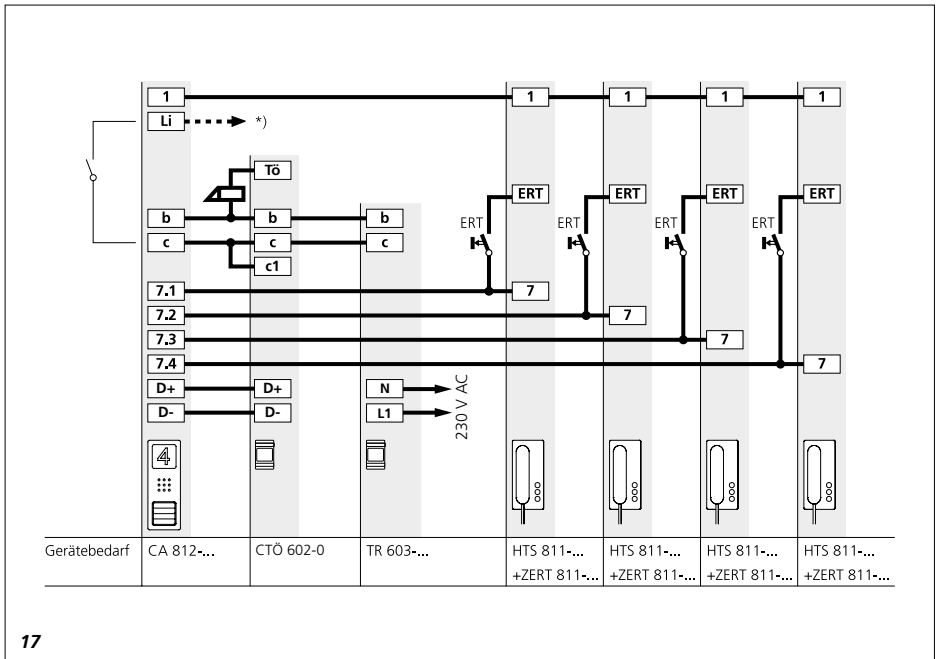 1 1 1 1 1
Li *)
Tö
ERT ERT ERT ERT
b b b
ERT ERT ERT ERT
c c c
c1
7.1 7
7.2 7
7.3 7
7.4 7
D+ D+ N
D- D- L1
230 V AC
4
Gerätebedarf CA 812-... CTÖ 602-0 TR 603-... HTS 811-... HTS 811-... HTS 811-... HTS 811-...
+ZERT 811-... +ZERT 811-... +ZERT 811-... +ZERT 811-...
17